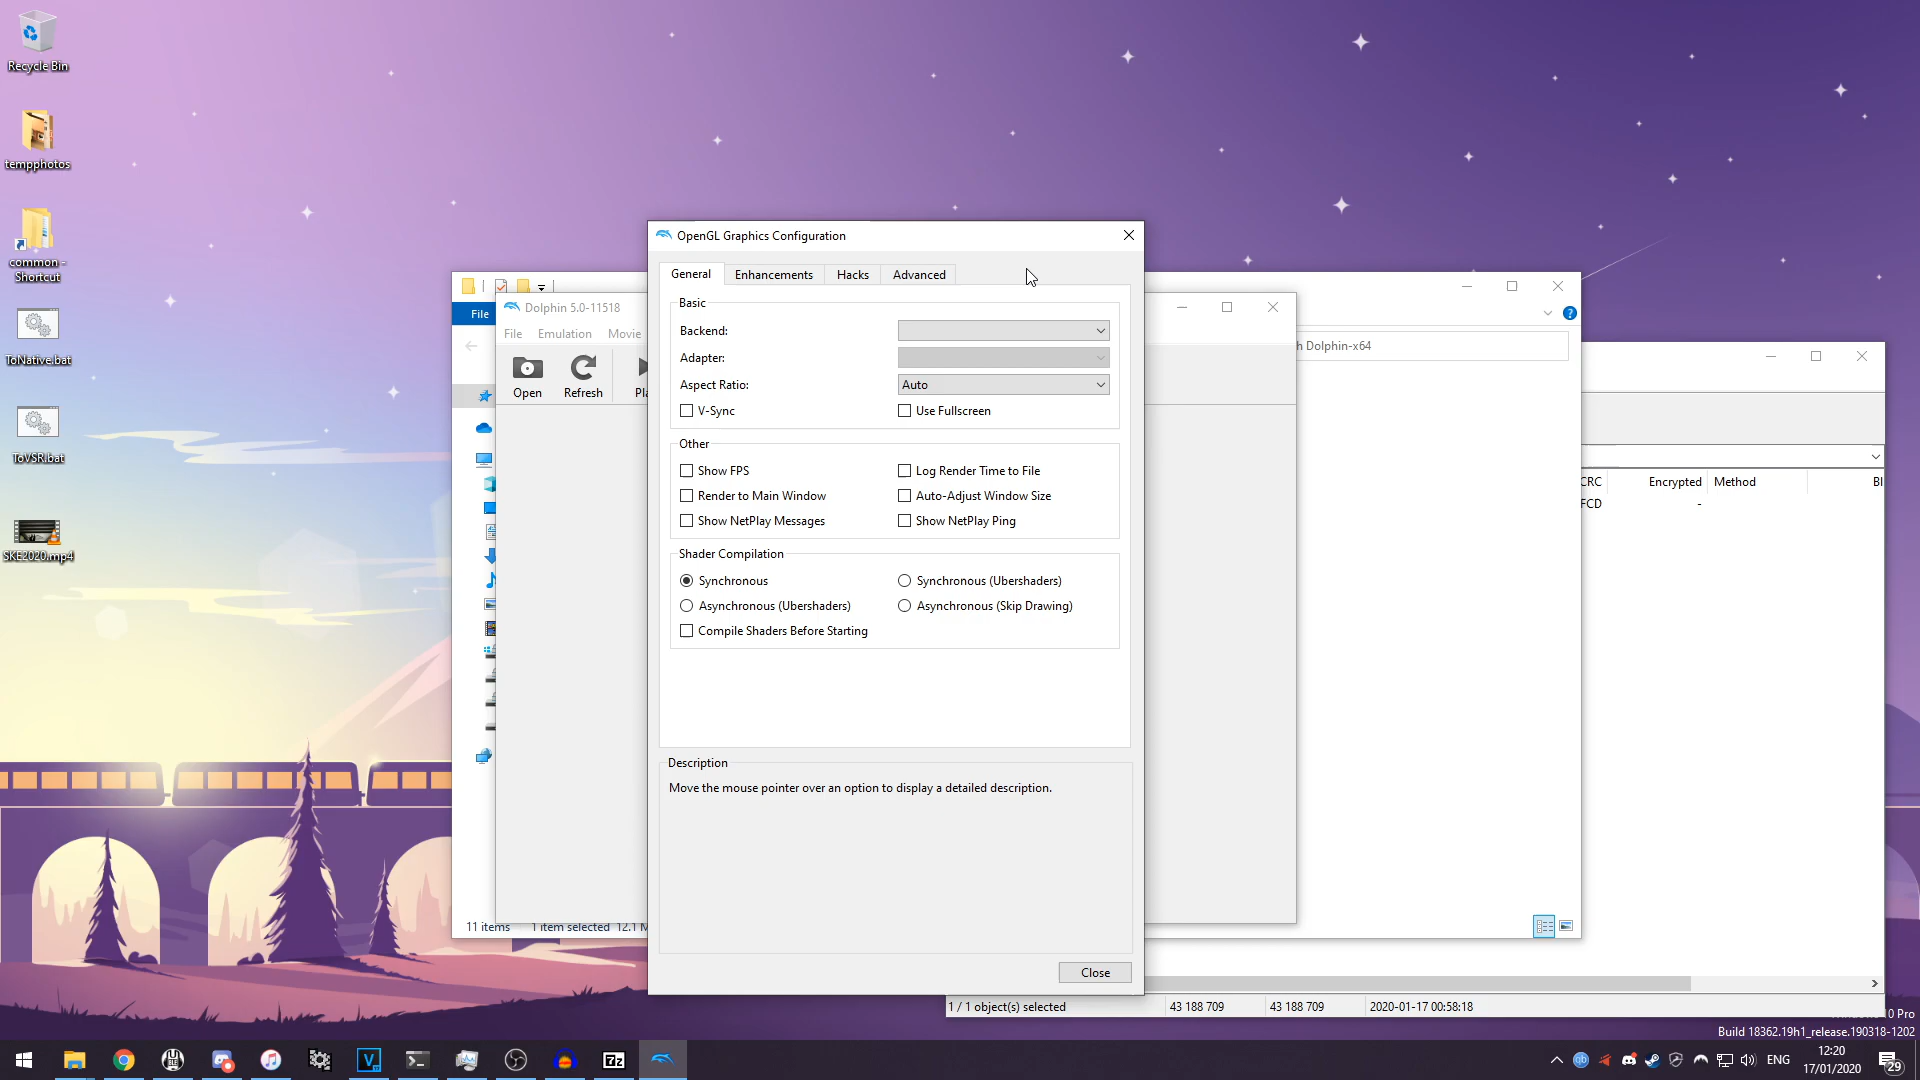 Recycle Bin
tempphotos
common -
Shortcut
ToNative.bat
ToVSR.bat
SKE2020.mp4
File
11 items 1 item selected 12.1 M
Dolphin 5.0-11518
File Emulation Movie
Open Refresh
OpenGL Graphics Configuration
General Enhancements Hacks Advanced
Basic
Backend:
Adapter:
Aspect Ratio: Auto
V-Sync Use Fullscreen
Other
Show FPS Log Render Time to File
Render to Main Window Auto-Adjust Window Size
Show NetPlay Messages Show NetPlay Ping
Shader Compilation
Synchronous Synchronous (Ubershaders)
Asynchronous (Ubershaders) Asynchronous (Skip Drawing)
Compile Shaders Before Starting
Description
Move the mouse pointer over an option to display a detailed description.
Close
h Dolphin-x64
CRC Encrypted Method Bl
FCD -
1 / 1 object(s) selected 43 188 709 43 188 709 2020-01-17 00:58:18
10 Pro
Build 18362.19h1_release.190318-1202
ENG
12:20
17/01/2020
29